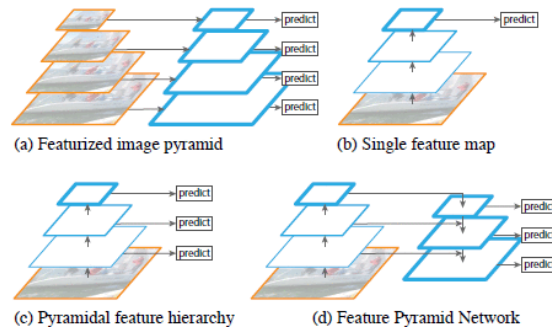 predict
predict
predict
predict
predict
(a) Featurized image pyramid
(b) Single feature map
predict
predict
predict
predict
predict
predict
(c) Pyramidal feature hierarchy
(d) Feature Pyramid Network